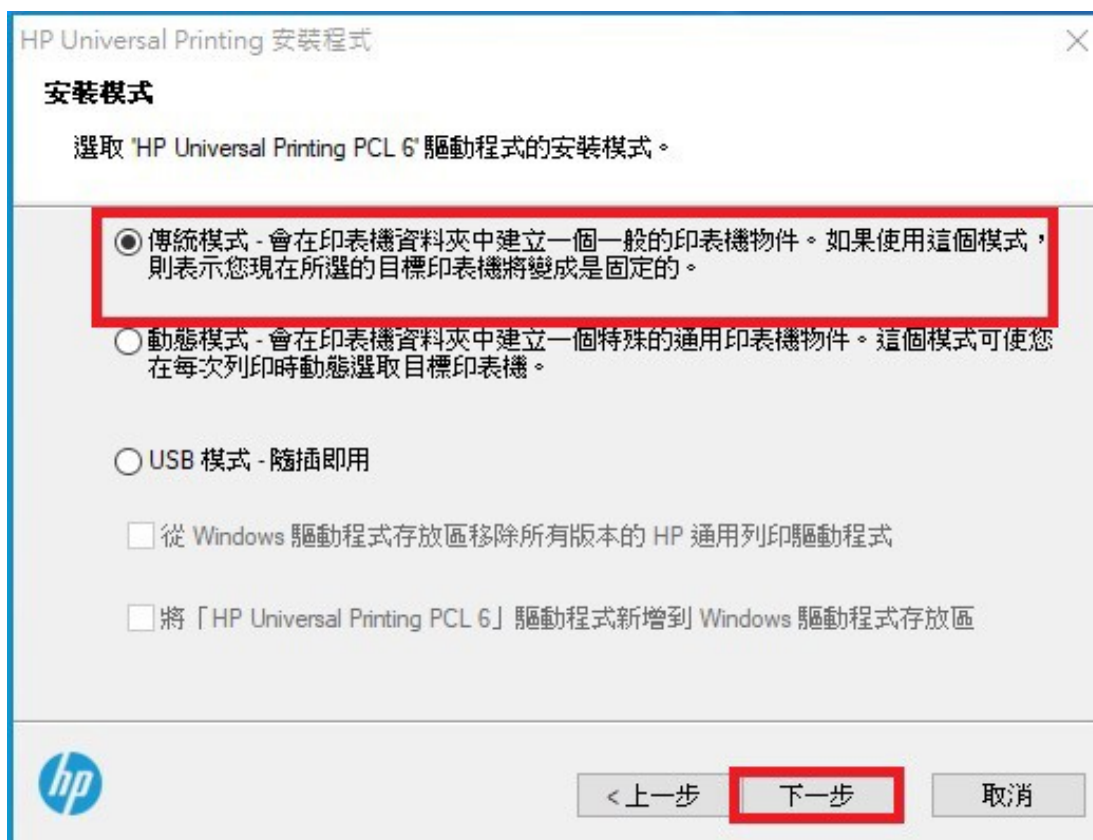 HP Universal Printing 安裝程式
安裝模式
選取 "HP Universal Printing PCL 6" 驅動程式的安裝模式。
傳統模式 - 會在印表機資料夾中建立一個一般的印表機物件。如果使用這個模式，
則表示您現在所選的目標印表機將變成是固定的。
動態模式 - 會在印表機資料夾中建立一個特殊的通用印表機物件。這個模式可使您
在每次列印時動態選取目標印表機。
USB 模式 - 隨插即用
從 Windows 驅動程式存放區移除所有版本的 HP 通用列印驅動程式
將「HP Universal Printing PCL 6」驅動程式新增到 Windows 驅動程式存放區
hp
< 上一步 下一步 取消